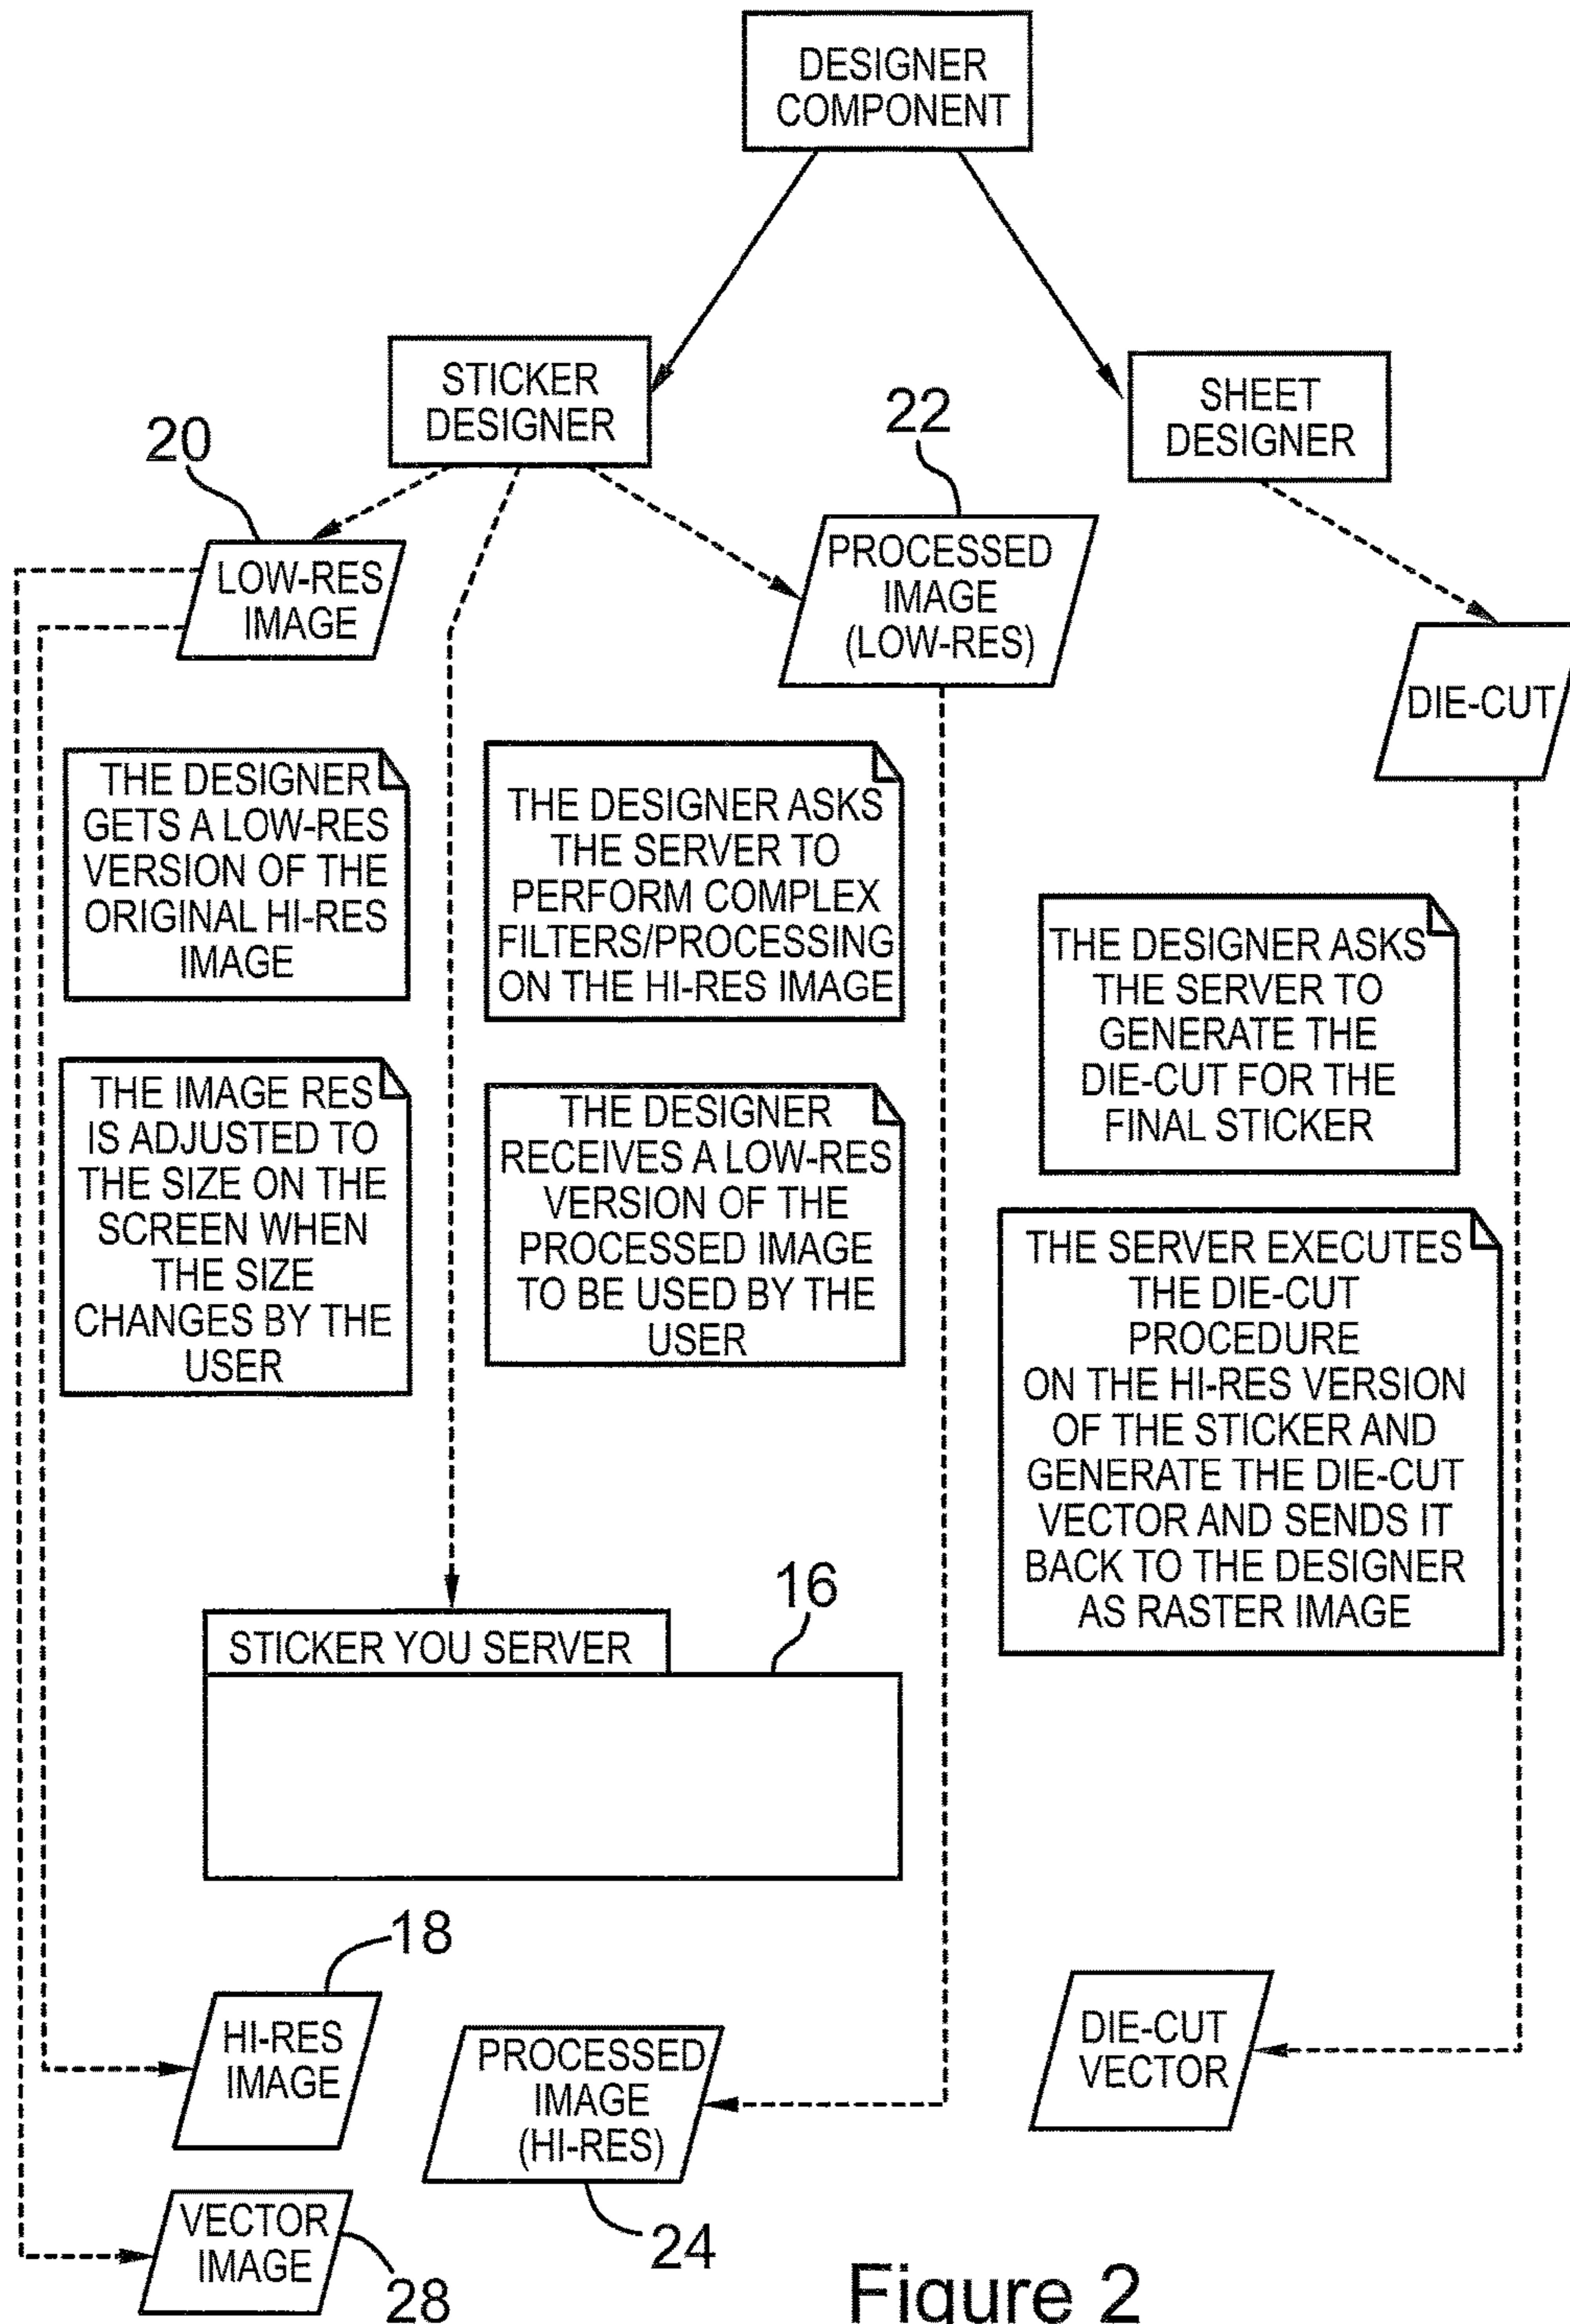 DESIGNER
COMPONENT
STICKER
DESIGNER
SHEET
DESIGNER
20
22
LOW-RES
IMAGE
PROCESSED
IMAGE
(LOW-RES)
DIE-CUT
THE DESIGNER
GETS A LOW-RES
VERSION OF THE
ORIGINAL HI-RES
IMAGE
THE DESIGNER ASKS
THE SERVER TO
PERFORM COMPLEX
FILTERS/PROCESSING
ON THE HI-RES IMAGE
THE DESIGNER ASKS
THE SERVER TO
GENERATE THE
DIE-CUT FOR THE
FINAL STICKER
THE IMAGE RES
IS ADJUSTED TO
THE SIZE ON THE
SCREEN WHEN
THE SIZE
CHANGES BY THE
USER
THE DESIGNER
RECEIVES A LOW-RES
VERSION OF THE
PROCESSED IMAGE
TO BE USED BY THE
USER
THE SERVER EXECUTES
THE DIE-CUT
PROCEDURE
ON THE HI-RES VERSION
OF THE STICKER AND
GENERATE THE DIE-CUT
VECTOR AND SENDS IT
BACK TO THE DESIGNER
AS RASTER IMAGE
16
STICKER YOU SERVER
18
HI-RES
IMAGE
PROCESSED
IMAGE
(HI-RES)
DIE-CUT
VECTOR
VECTOR
IMAGE
28
24
Figure 2